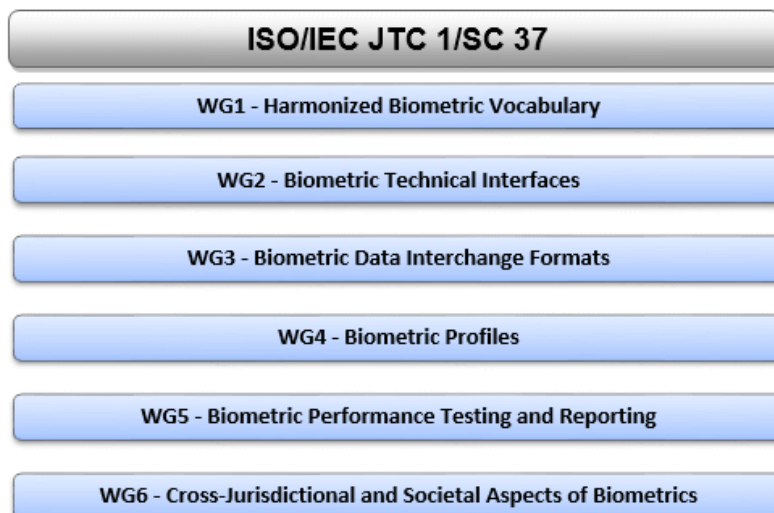 ISO/IEC JTC 1/SC 37
WG1 - Harmonized Biometric Vocabulary
WG2 - Biometric Technical Interfaces
WG3 - Biometric Data Interchange Formats
WG4 - Biometric Profiles
WG5 - Biometric Performance Testing and Reporting
WG6 - Cross-Jurisdictional and Societal Aspects of Biometrics